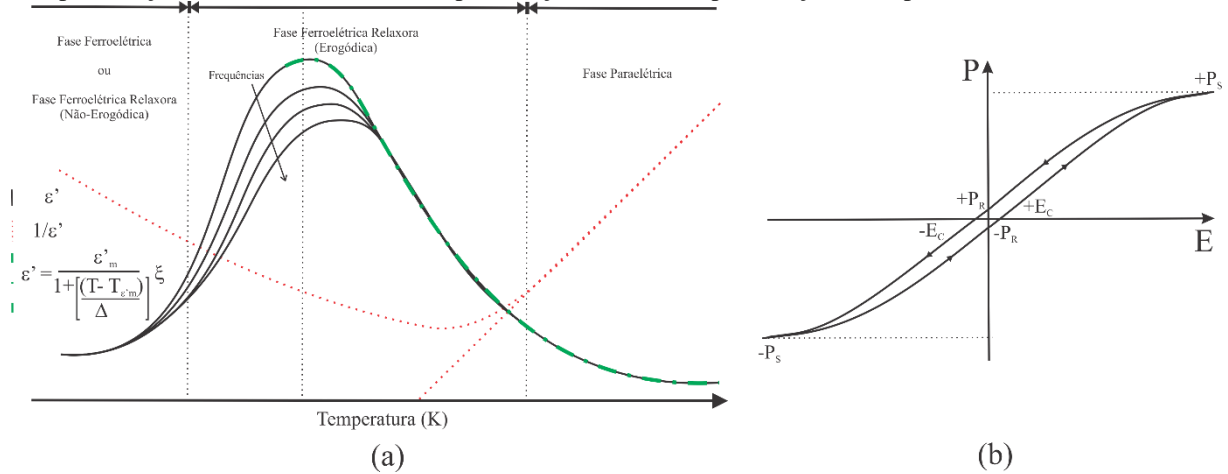 Fase Ferroelétrica
ou
Fase Ferroelétrica Relaxora
(Não-Erogódica)
Fase Ferroelétrica Relaxora
(Erogódica)
Fase Paraelétrica
Frequências
ε'
1/ε'
ε' = ε'm / 1+[(T- Tε'm)/Δ]ξ
Temperatura (K)
(a)
P
+PS
+PR
+EC
-EC
-PR
E
-PS
(b)